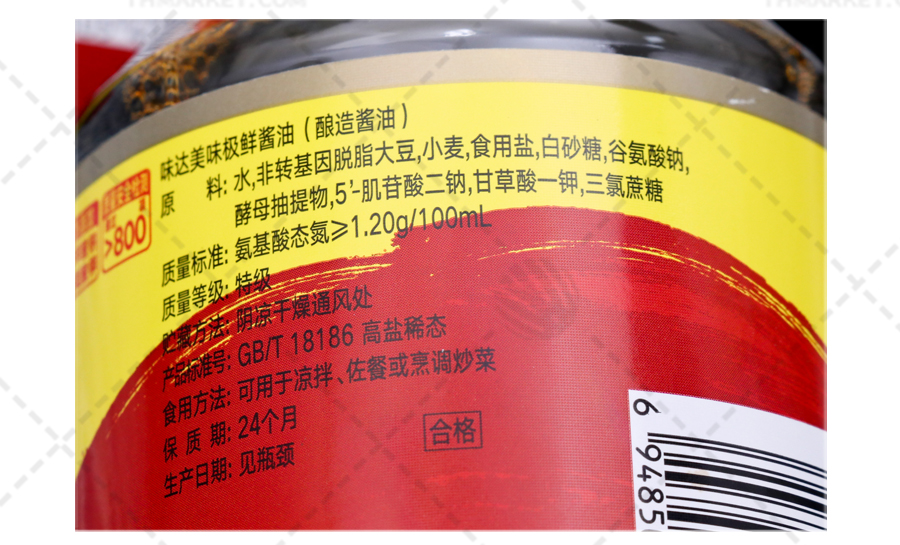 THMARKET.COM
味达美味极鲜酱油（酿造酱油）
原　料: 水,非转基因脱脂大豆,小麦,食用盐,白砂糖,谷氨酸钠,
酵母抽提物,5'-肌苷酸二钠,甘草酸一钾,三氯蔗糖
质量标准: 氨基酸态氮≥1.20g/100mL
质量等级: 特级
贮藏方法: 阴凉干燥通风处
产品标准号: GB/T 18186 高盐稀态
食用方法: 可用于凉拌、佐餐或烹调炒菜
保 质 期: 24个月
生产日期: 见瓶颈
合格
>800
6 9485